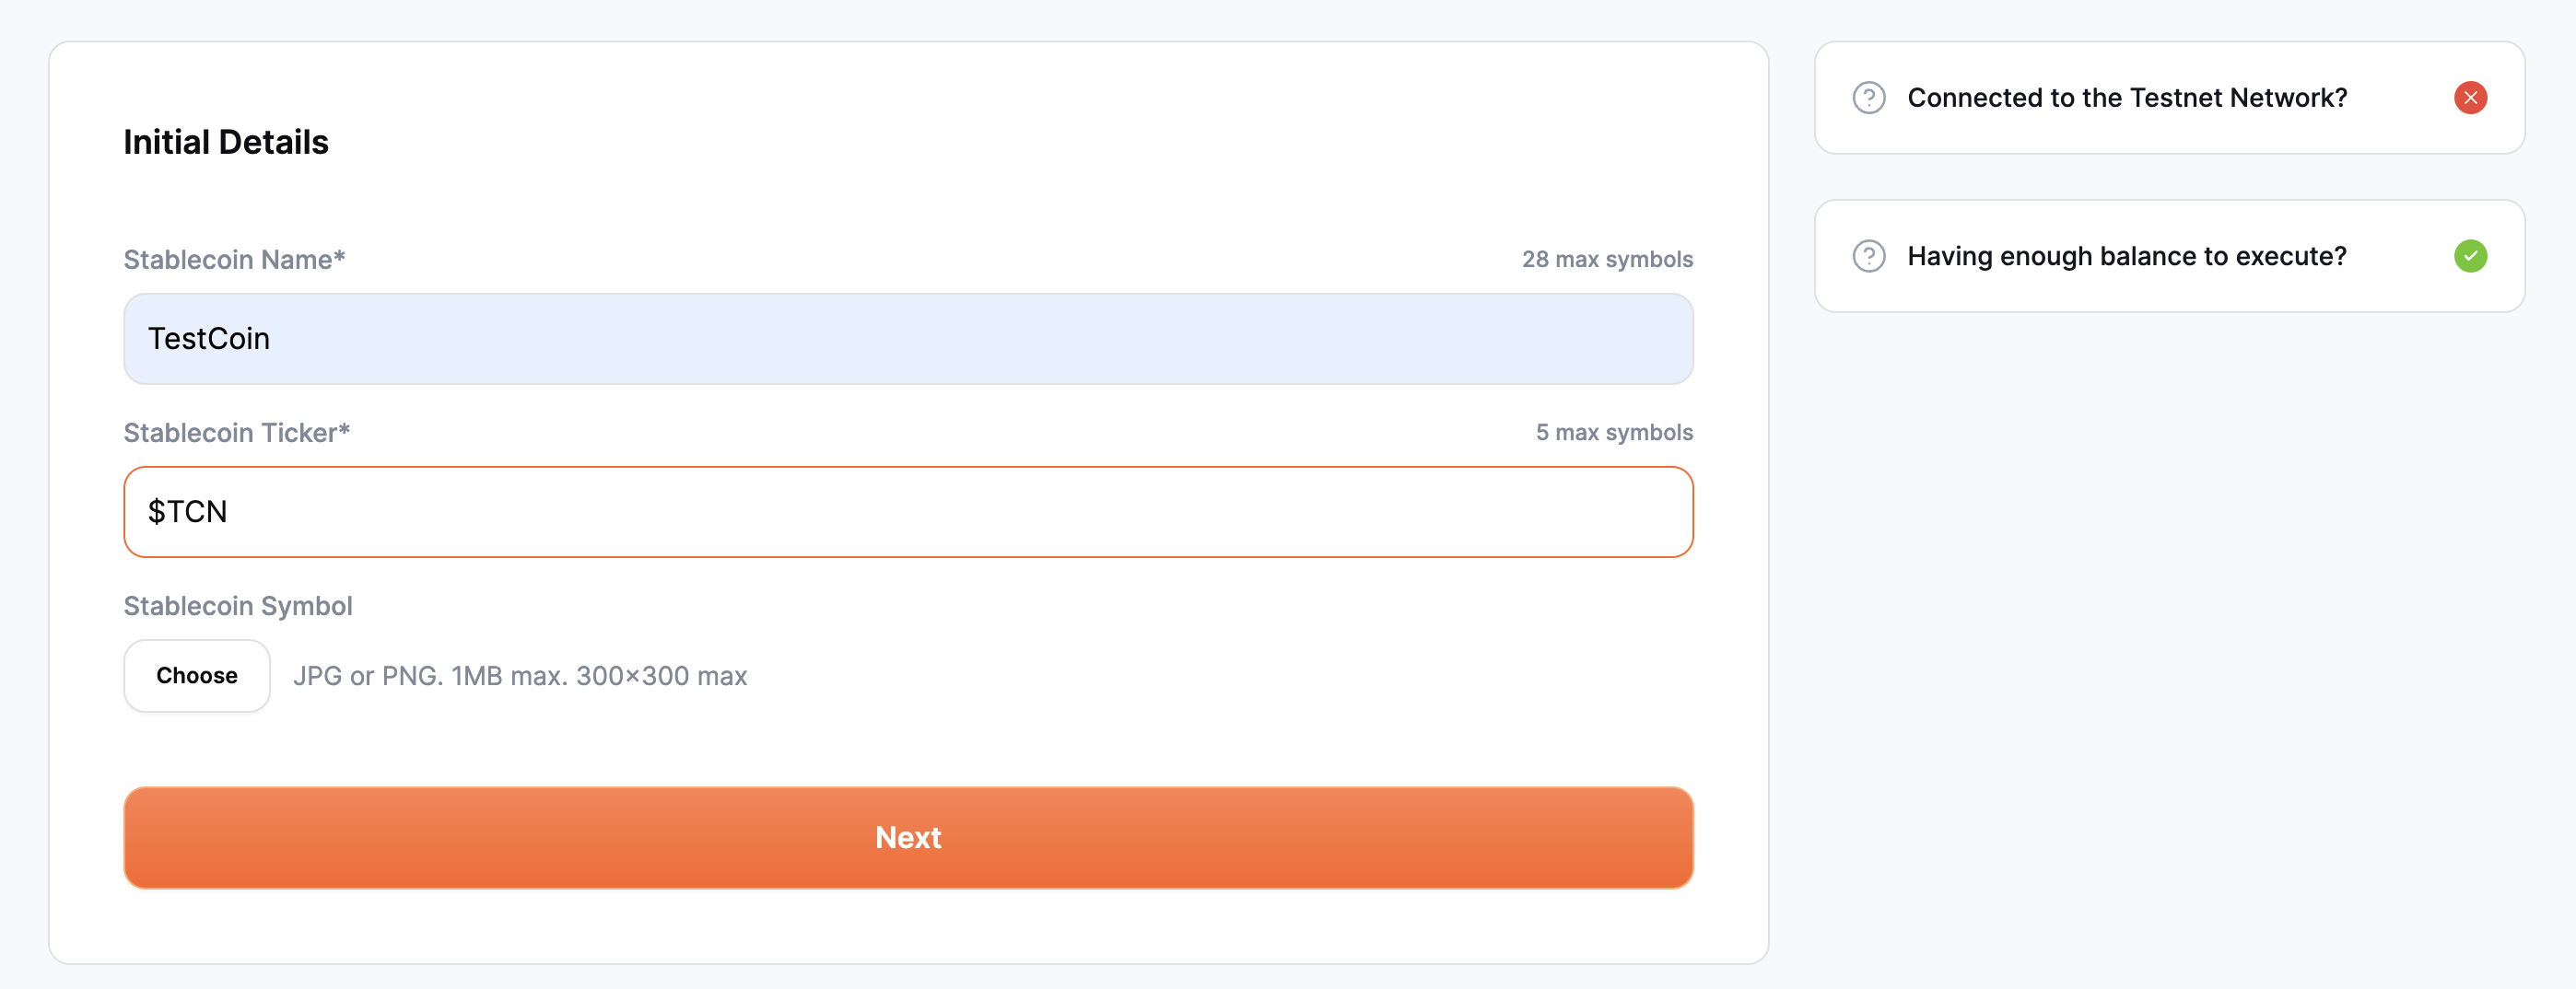 Initial Details
Stablecoin Name*
28 max symbols
TestCoin
Stablecoin Ticker*
5 max symbols
$TCN
Stablecoin Symbol
Choose
JPG or PNG. 1MB max. 300×300 max
Next
? Connected to the Testnet Network?
? Having enough balance to execute?